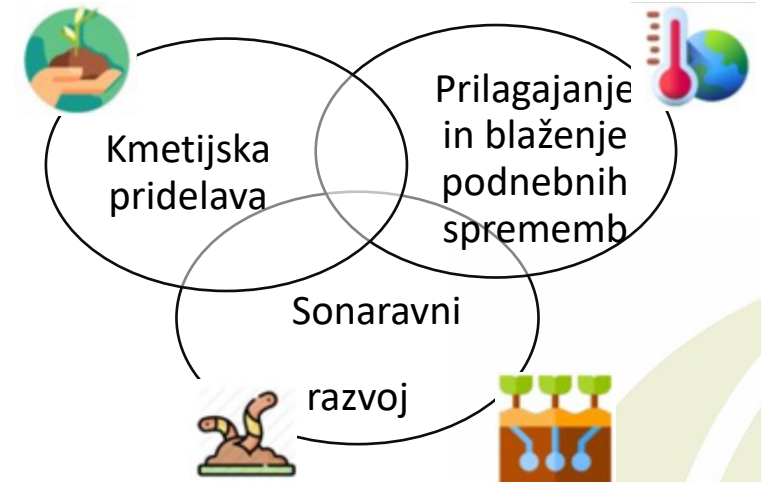 Kmetijska
pridelava
Prilagajanje
in blaženje
podnebnih
sprememb
Sonaravni
razvoj